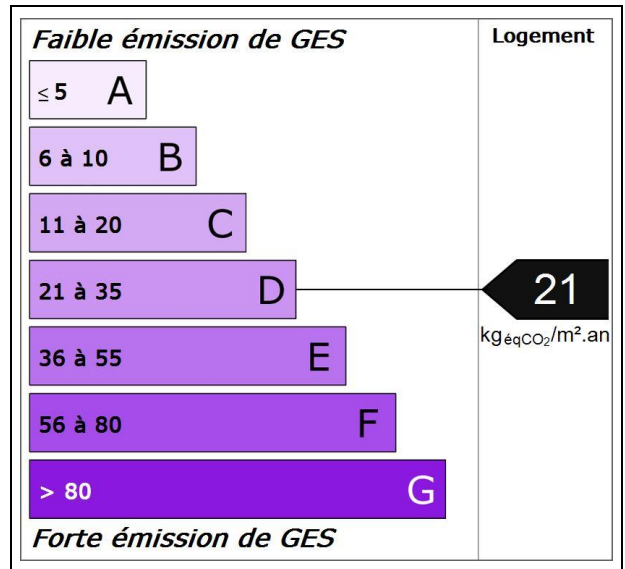 Faible émission de GES
Logement
≤ 5 A
6 à 10 B
11 à 20 C
21 à 35 D
21
kgéqCO₂/m².an
36 à 55 E
56 à 80 F
> 80 G
Forte émission de GES